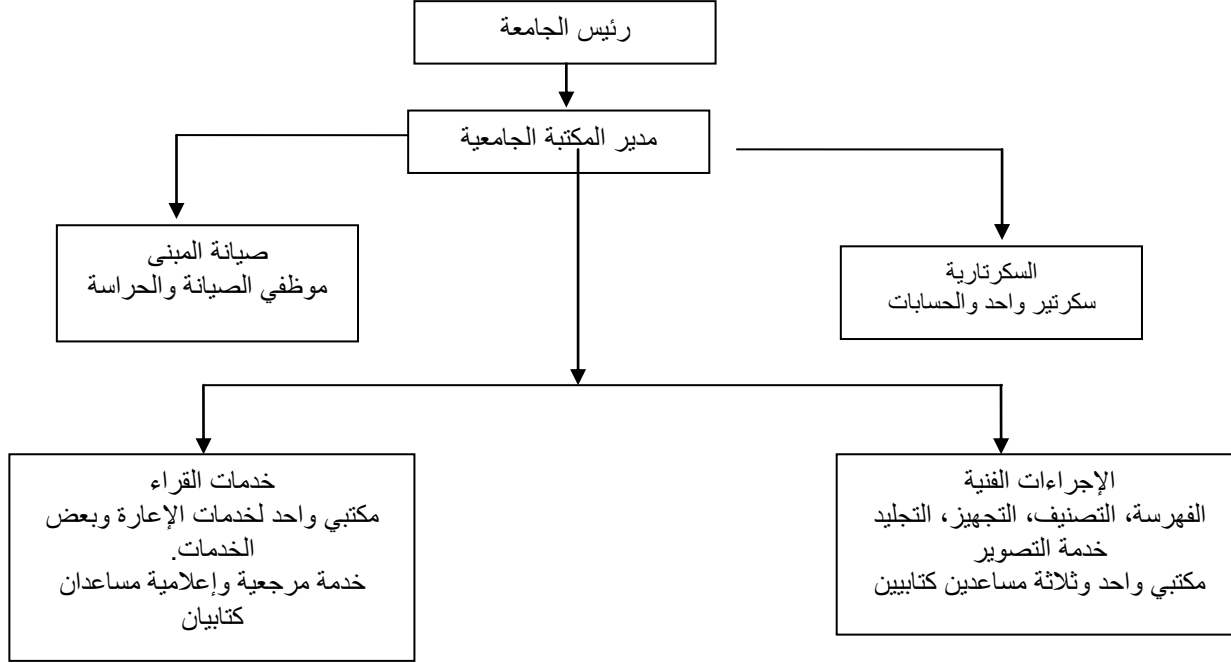 رئيس الجامعة
مدير المكتبة الجامعية
صيانة المبنى
موظفي الصيانة والحراسة
السكرتارية
سكرتير واحد والحسابات
الإجراءات الفنية
الفهرسة، التصنيف، التجهيز، التجليد
خدمة التصوير
مكتبي واحد وثلاثة مساعدين كتابيين
خدمات القراء
مكتبي واحد لخدمات الإعارة وبعض
الخدمات.
خدمة مرجعية وإعلامية مساعدان
كتابيان